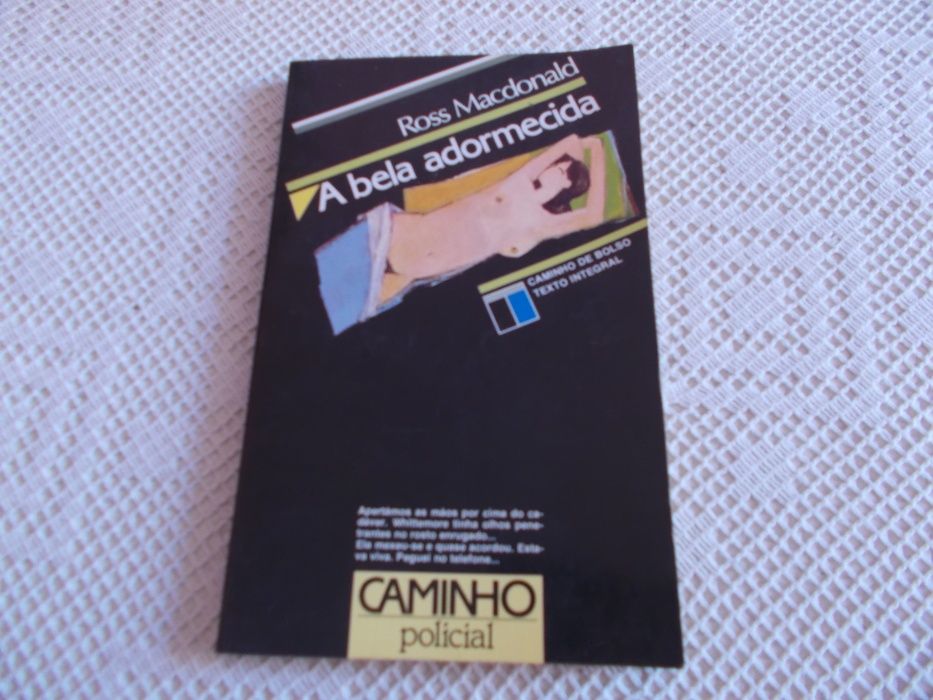 Ross Macdonald
A bela adormecida
CAMINHO DE BOLSO
TEXTO INTEGRAL
Apertámos as mãos por cima do ca-
dáver. Whittemore tinha olhos pene-
trantes no rosto enrugado...
Ela mexeu-se e quase acordou. Esta-
va viva. Peguei no telefone...
CAMINHO
policial